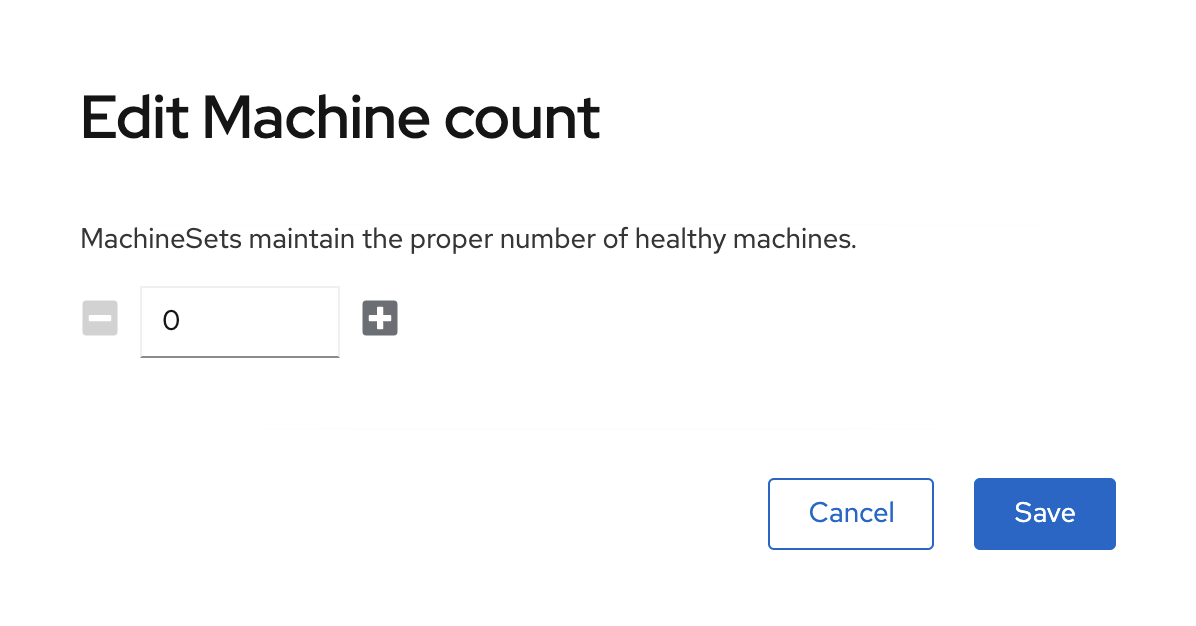 Edit Machine count
MachineSets maintain the proper number of healthy machines.
0
Cancel
Save